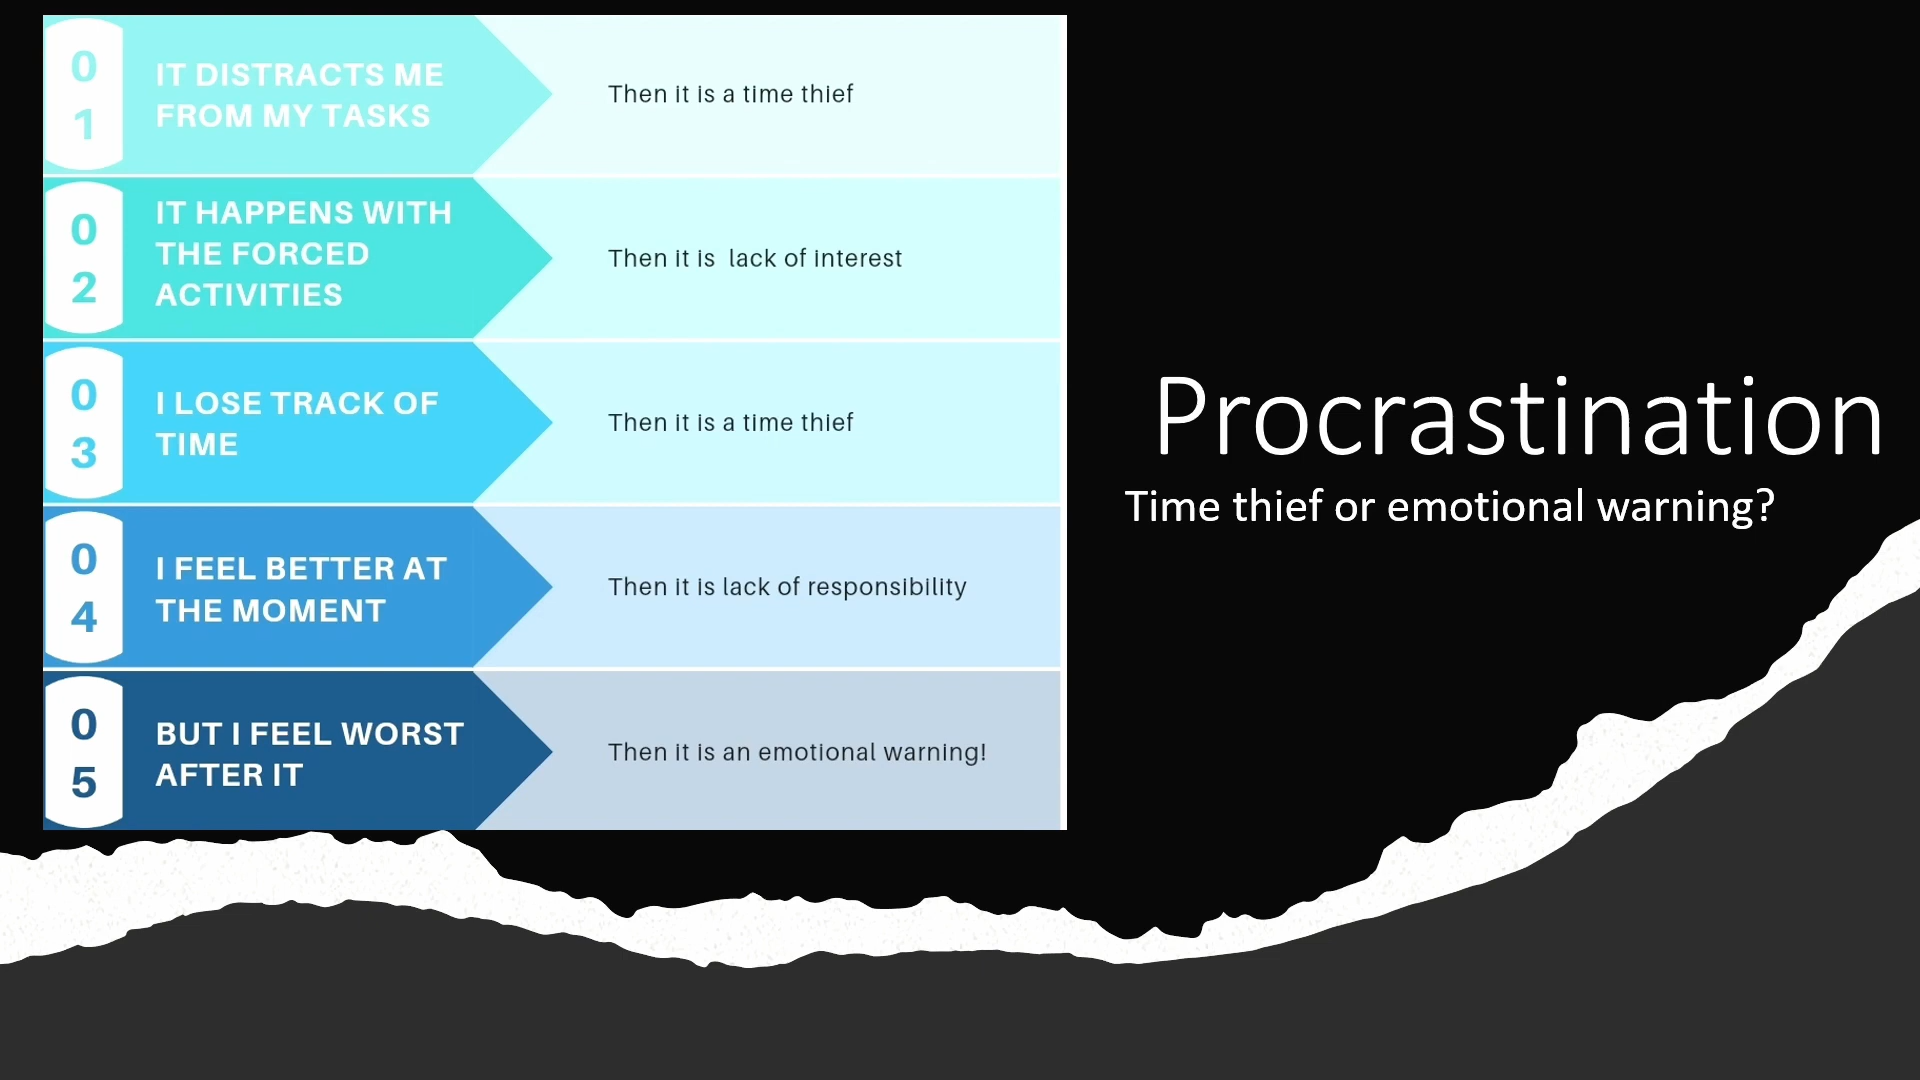 0
1
IT DISTRACTS ME
FROM MY TASKS
Then it is a time thief
0
2
IT HAPPENS WITH
THE FORCED
ACTIVITIES
Then it is lack of interest
0
3
I LOSE TRACK OF
TIME
Then it is a time thief
0
4
I FEEL BETTER AT
THE MOMENT
Then it is lack of responsibility
0
5
BUT I FEEL WORST
AFTER IT
Then it is an emotional warning!
Procrastination
Time thief or emotional warning?